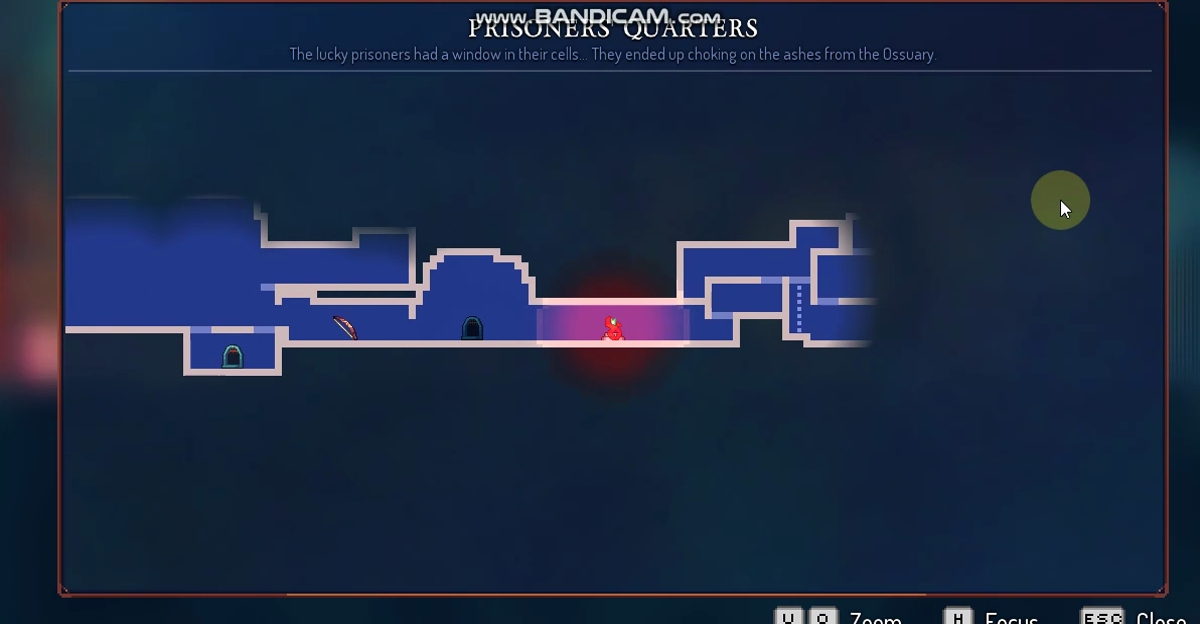 www.BANDICAM.com
PRISONERS' QUARTERS
The lucky prisoners had a window in their cells... They ended up choking on the ashes from the Ossuary.
Zoom H Focus ESC Close